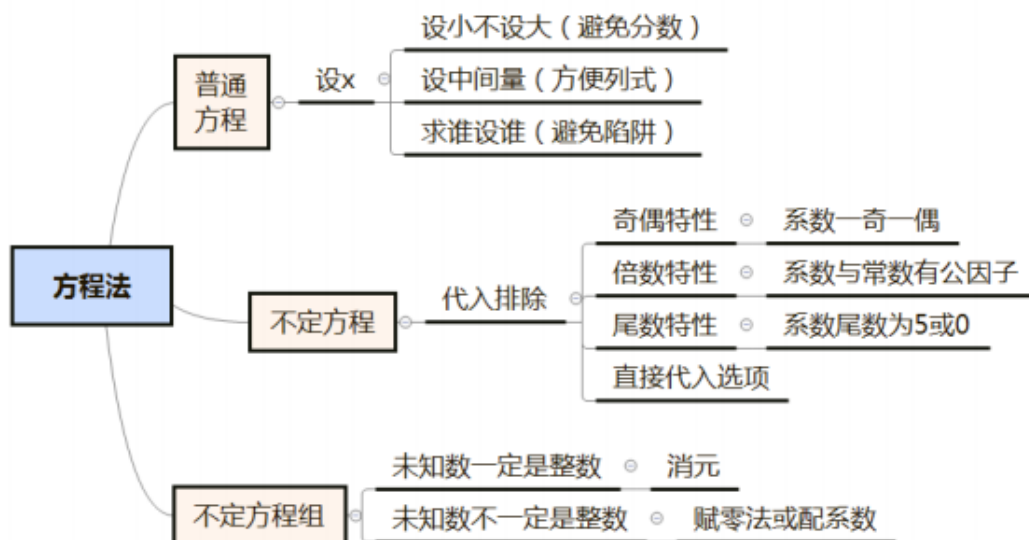 方程法
普通
方程
设x
设小不设大（避免分数）
设中间量（方便列式）
求谁设谁（避免陷阱）
不定方程
代入排除
奇偶特性
系数一奇一偶
倍数特性
系数与常数有公因子
尾数特性
系数尾数为5或0
直接代入选项
不定方程组
未知数一定是整数
消元
未知数不一定是整数
赋零法或配系数